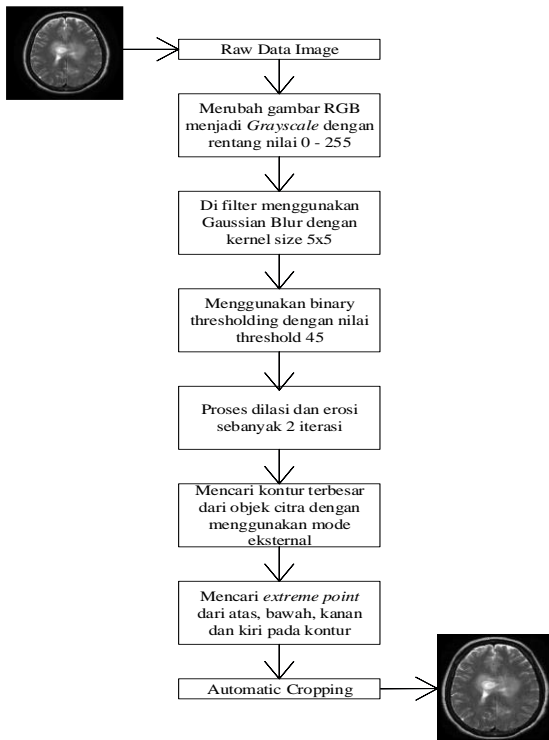 Raw Data Image
Merubah gambar RGB
menjadi Grayscale dengan
rentang nilai 0 - 255
Di filter menggunakan
Gaussian Blur dengan
kernel size 5x5
Menggunakan binary
thresholding dengan nilai
threshold 45
Proses dilasi dan erosi
sebanyak 2 iterasi
Mencari kontur terbesar
dari objek citra dengan
menggunakan mode
eksternal
Mencari extreme point
dari atas, bawah, kanan
dan kiri pada kontur
Automatic Cropping